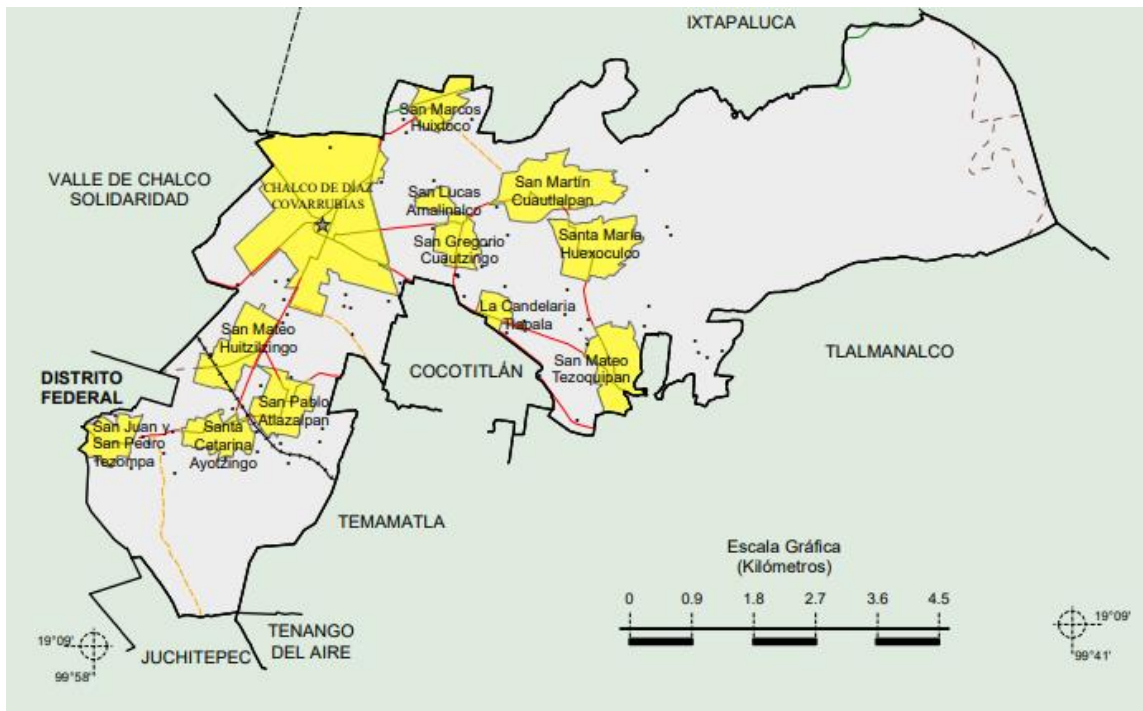 IXTAPALUCA
San Marcos
Huixtoco
VALLE DE CHALCO
SOLIDARIDAD
CHALCO DE DÍAZ
COVARRUBIAS
San Lucas
Amalinalco
San Martín
Cuautlalpan
San Gregorio
Cuautzingo
Santa María
Huexoculco
La Candelaria
Tlapala
San Mateo
Huitzilzingo
San Mateo
Tezoquipan
TLALMANALCO
COCOTITLÁN
DISTRITO
FEDERAL
San Pablo
Atlazalpan
San Juan y
San Pedro
Tezompa
Santa
Catarina
Ayotzingo
TEMAMATLA
Escala Gráfica
(Kilómetros)
0 0.9 1.8 2.7 3.6 4.5
19°09'
99°58'
JUCHITEPEC
TENANGO
DEL AIRE
19°09'
99°41'